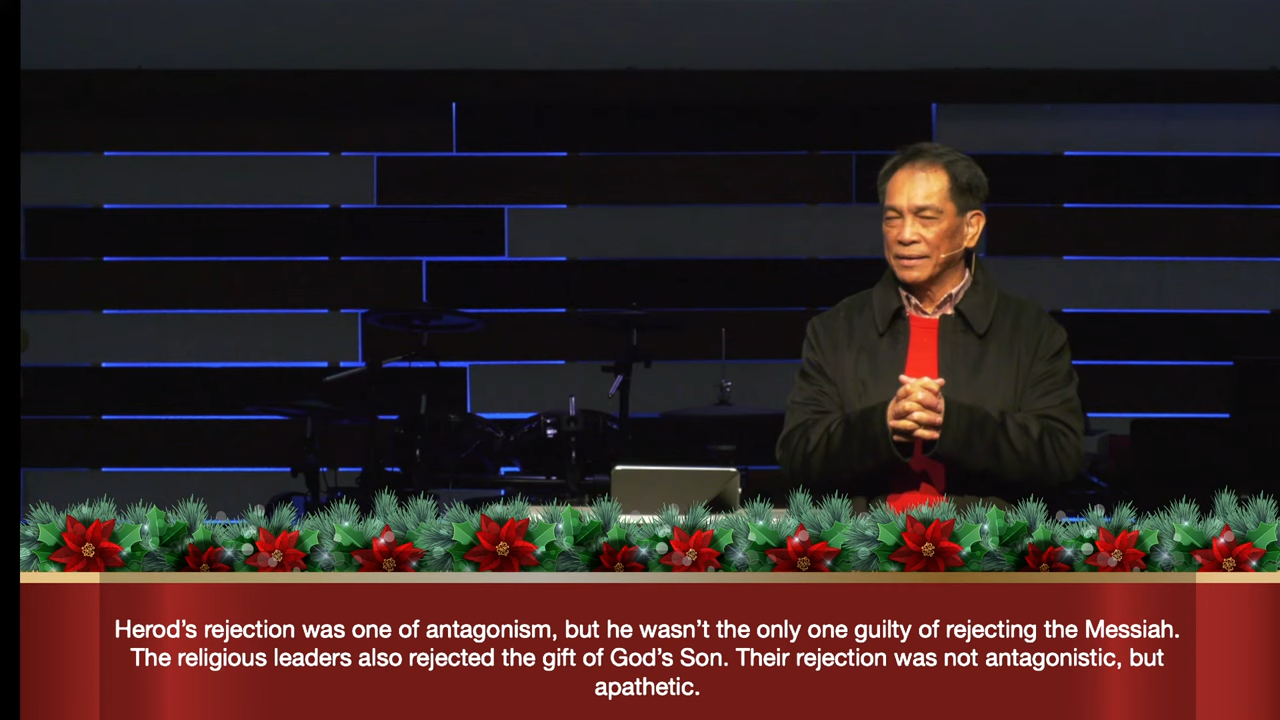 Herod’s rejection was one of antagonism, but he wasn’t the only one guilty of rejecting the Messiah.
The religious leaders also rejected the gift of God’s Son. Their rejection was not antagonistic, but
apathetic.